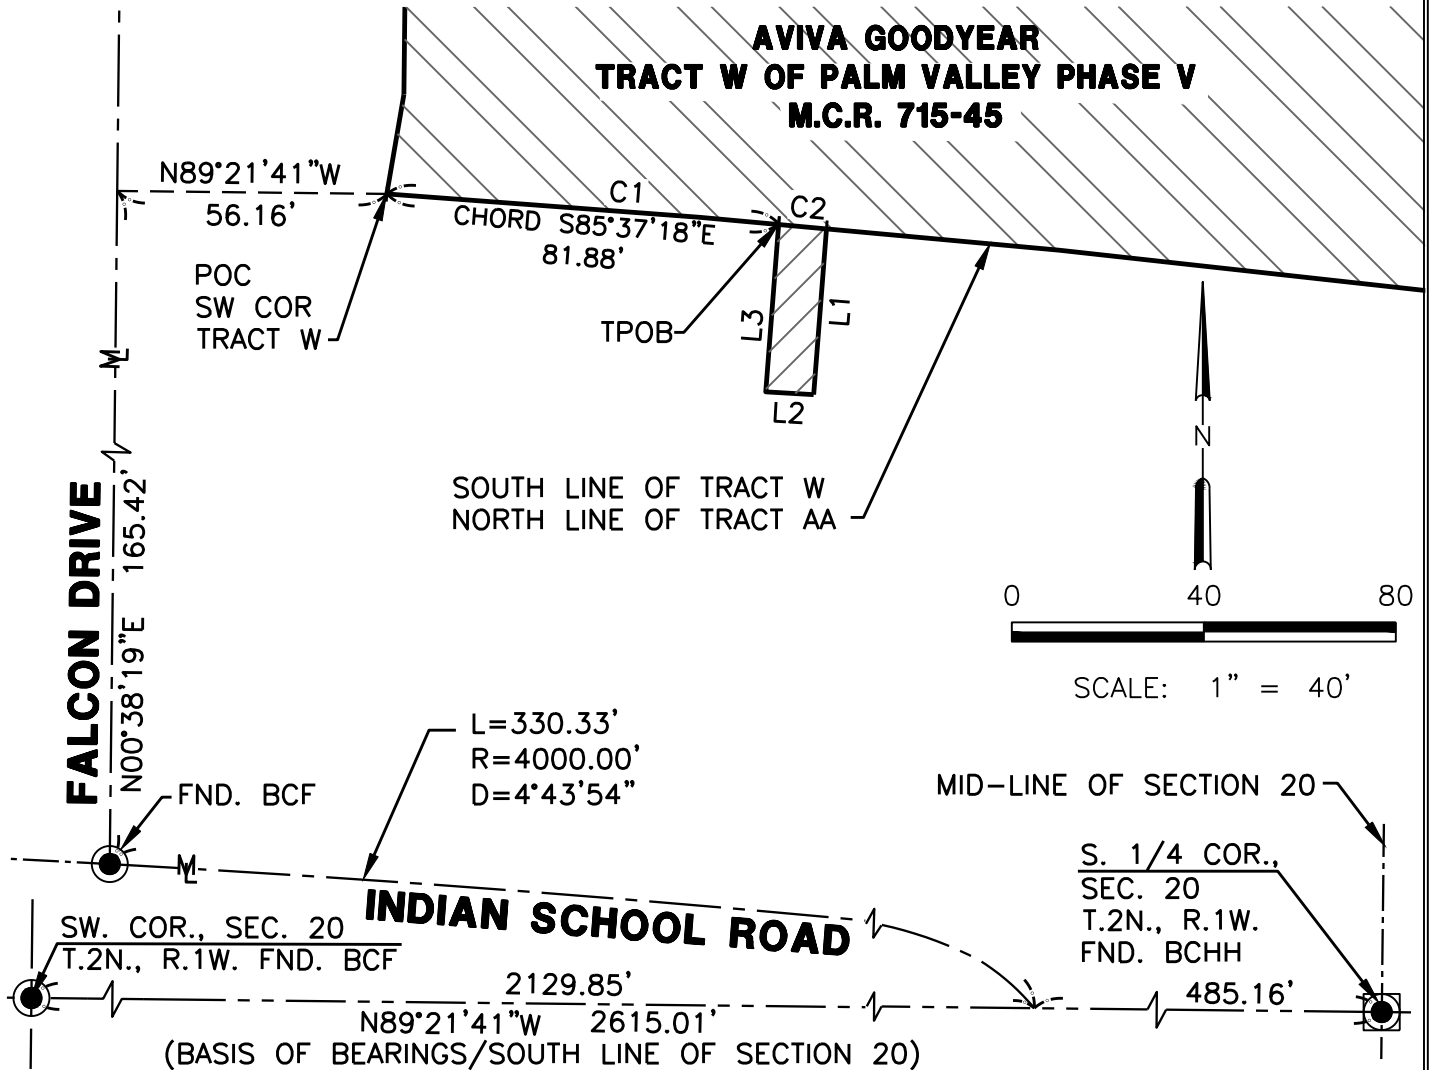 AVIVA GOODYEAR
TRACT W OF PALM VALLEY PHASE V
M.C.R. 715-45
N89°21'41"W
56.16'
C1
CHORD S85°37'18"E
81.88'
C2
POC
SW COR
TRACT W
TPOB
L3
L1
L2
SOUTH LINE OF TRACT W
NORTH LINE OF TRACT AA
N
0 40 80
SCALE: 1" = 40'
ML
FALCON DRIVE
N00°38'19"E 165.42'
L=330.33'
R=4000.00'
D=4°43'54"
FND. BCF
ML
MID-LINE OF SECTION 20
S. 1/4 COR.,
SEC. 20
T.2N., R.1W.
FND. BCHH
INDIAN SCHOOL ROAD
SW. COR., SEC. 20
T.2N., R.1W. FND. BCF
2129.85'
485.16'
N89°21'41"W 2615.01'
(BASIS OF BEARINGS/SOUTH LINE OF SECTION 20)